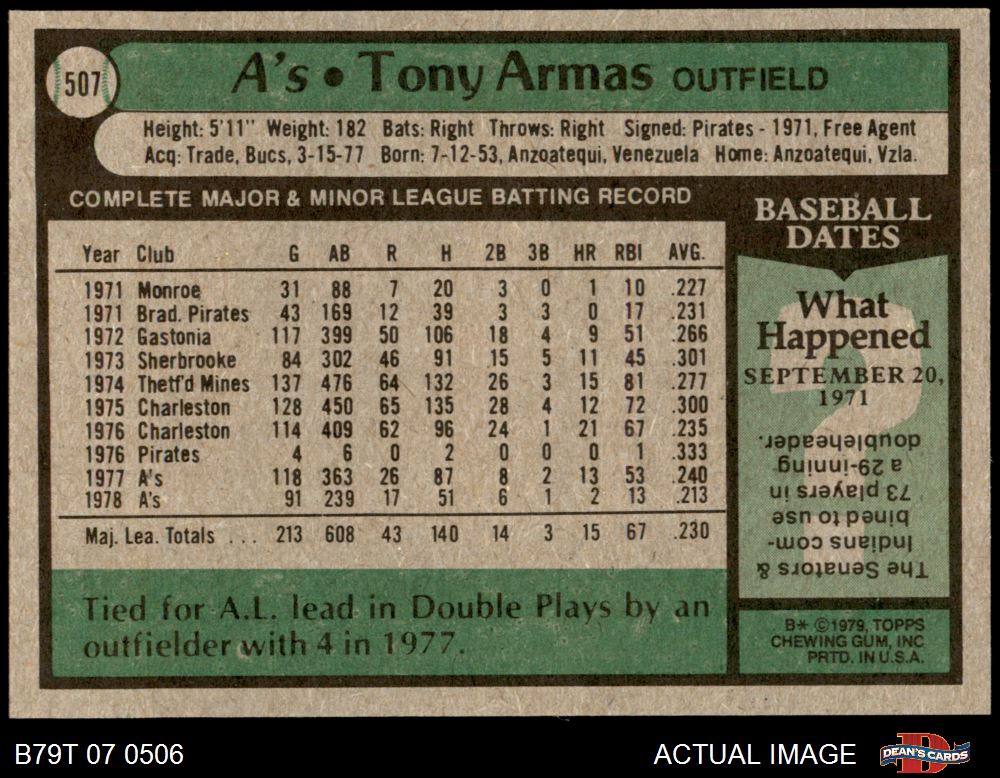 507
A's • Tony Armas OUTFIELD
Height: 5'11" Weight: 182 Bats: Right Throws: Right Signed: Pirates - 1971, Free Agent
Acq: Trade, Bucs, 3-15-77 Born: 7-12-53, Anzoatequi, Venezuela Home: Anzoatequi, Vzla.
COMPLETE MAJOR & MINOR LEAGUE BATTING RECORD
Year Club G AB R H 2B 3B HR RBI AVG.
1971 Monroe 31 88 7 20 3 0 1 10 .227
1971 Brad. Pirates 43 169 12 39 3 3 0 17 .231
1972 Gastonia 117 399 50 106 18 4 9 51 .266
1973 Sherbrooke 84 302 46 91 15 5 11 45 .301
1974 Thetf'd Mines 137 476 64 132 26 3 15 81 .277
1975 Charleston 128 450 65 135 28 4 12 72 .300
1976 Charleston 114 409 62 96 24 1 21 67 .235
1976 Pirates 4 6 0 2 0 0 0 1 .333
1977 A's 118 363 26 87 8 2 13 53 .240
1978 A's 91 239 17 51 6 1 2 13 .213
Maj. Lea. Totals ... 213 608 43 140 14 3 15 67 .230
Tied for A.L. lead in Double Plays by an
outfielder with 4 in 1977.
BASEBALL
DATES
What
Happened
SEPTEMBER 20,
1971
The Senators &
Indians com-
bined to use
73 players in
a 29-inning
doubleheader.
B* ©1979, TOPPS
CHEWING GUM, INC
PRTD. IN U.S.A.
B79T 07 0506
ACTUAL IMAGE
D
DEAN'S CARDS